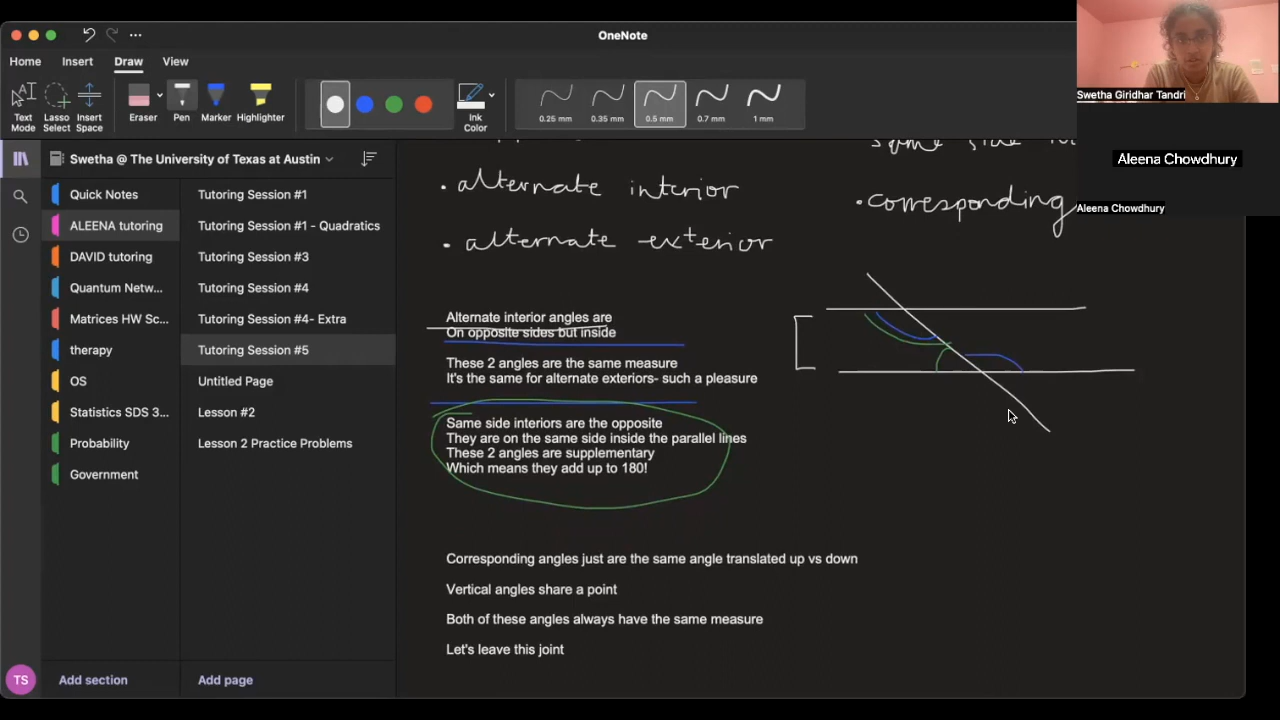 OneNote
Home Insert Draw View
Text Mode
Lasso Select
Insert Space
Eraser
Pen
Marker
Highlighter
Ink Color
0.25 mm
0.35 mm
0.5 mm
0.7 mm
1 mm
Swetha Giridhar Tandri
Aleena Chowdhury
Aleena Chowdhury
Swetha @ The University of Texas at Austin
Quick Notes
ALEENA tutoring
DAVID tutoring
Quantum Netw...
Matrices HW Sc...
therapy
OS
Statistics SDS 3...
Probability
Government
Tutoring Session #1
Tutoring Session #1 - Quadratics
Tutoring Session #3
Tutoring Session #4
Tutoring Session #4- Extra
Tutoring Session #5
Untitled Page
Lesson #2
Lesson 2 Practice Problems
TS
Add section
Add page
same side
• alternate interior
• corresponding
• alternate exterior
Alternate interior angles are
On opposite sides but inside
These 2 angles are the same measure
It's the same for alternate exteriors- such a pleasure
Same side interiors are the opposite
They are on the same side inside the parallel lines
These 2 angles are supplementary
Which means they add up to 180!
Corresponding angles just are the same angle translated up vs down
Vertical angles share a point
Both of these angles always have the same measure
Let's leave this joint